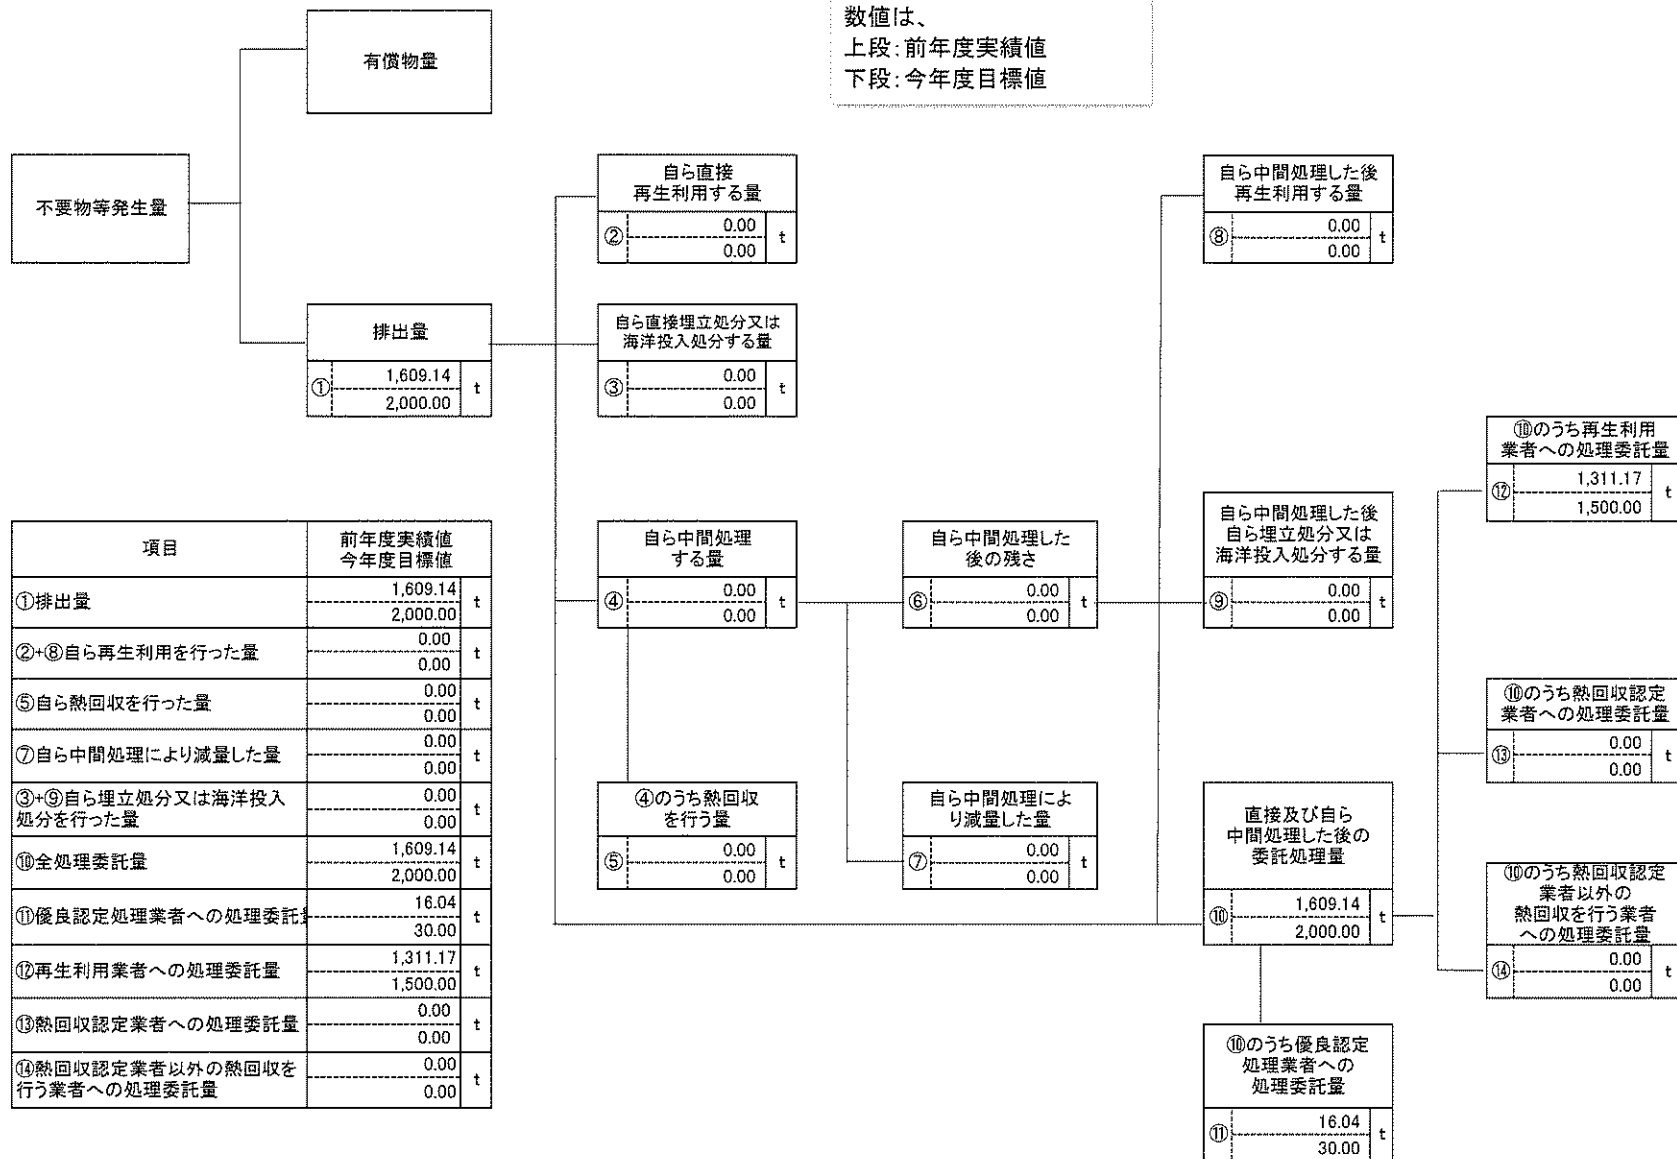 数値は、
上段：前年度実績値
下段：今年度目標値
有償物量
不要物等発生量
排出量
① 1,609.14 t
2,000.00
自ら直接
再生利用する量
② 0.00 t
0.00
自ら直接埋立処分又は
海洋投入処分する量
③ 0.00 t
0.00
自ら中間処理した後
再生利用する量
⑧ 0.00 t
0.00
自ら中間処理
する量
④ 0.00 t
0.00
自ら中間処理した
後の残さ
⑥ 0.00 t
0.00
自ら中間処理した後
自ら埋立処分又は
海洋投入処分する量
⑨ 0.00 t
0.00
⑩のうち再生利用
業者への処理委託量
⑫ 1,311.17 t
1,500.00
⑩のうち熱回収認定
業者への処理委託量
⑬ 0.00 t
0.00
④のうち熱回収
を行う量
⑤ 0.00 t
0.00
自ら中間処理によ
り減量した量
⑦ 0.00 t
0.00
直接及び自ら
中間処理した後の
委託処理量
⑩ 1,609.14 t
2,000.00
⑩のうち熱回収認定
業者以外の
熱回収を行う業者
への処理委託量
⑭ 0.00 t
0.00
⑩のうち優良認定
処理業者への
処理委託量
⑪ 16.04 t
30.00
項目 前年度実績値
今年度目標値
①排出量 1,609.14 t
2,000.00
②+⑧自ら再生利用を行った量 0.00 t
0.00
⑤自ら熱回収を行った量 0.00 t
0.00
⑦自ら中間処理により減量した量 0.00 t
0.00
③+⑨自ら埋立処分又は海洋投入
処分を行った量 0.00 t
0.00
⑩全処理委託量 1,609.14 t
2,000.00
⑪優良認定処理業者への処理委託 16.04 t
30.00
⑫再生利用業者への処理委託量 1,311.17 t
1,500.00
⑬熱回収認定業者への処理委託量 0.00 t
0.00
⑭熱回収認定業者以外の熱回収を
行う業者への処理委託量 0.00 t
0.00